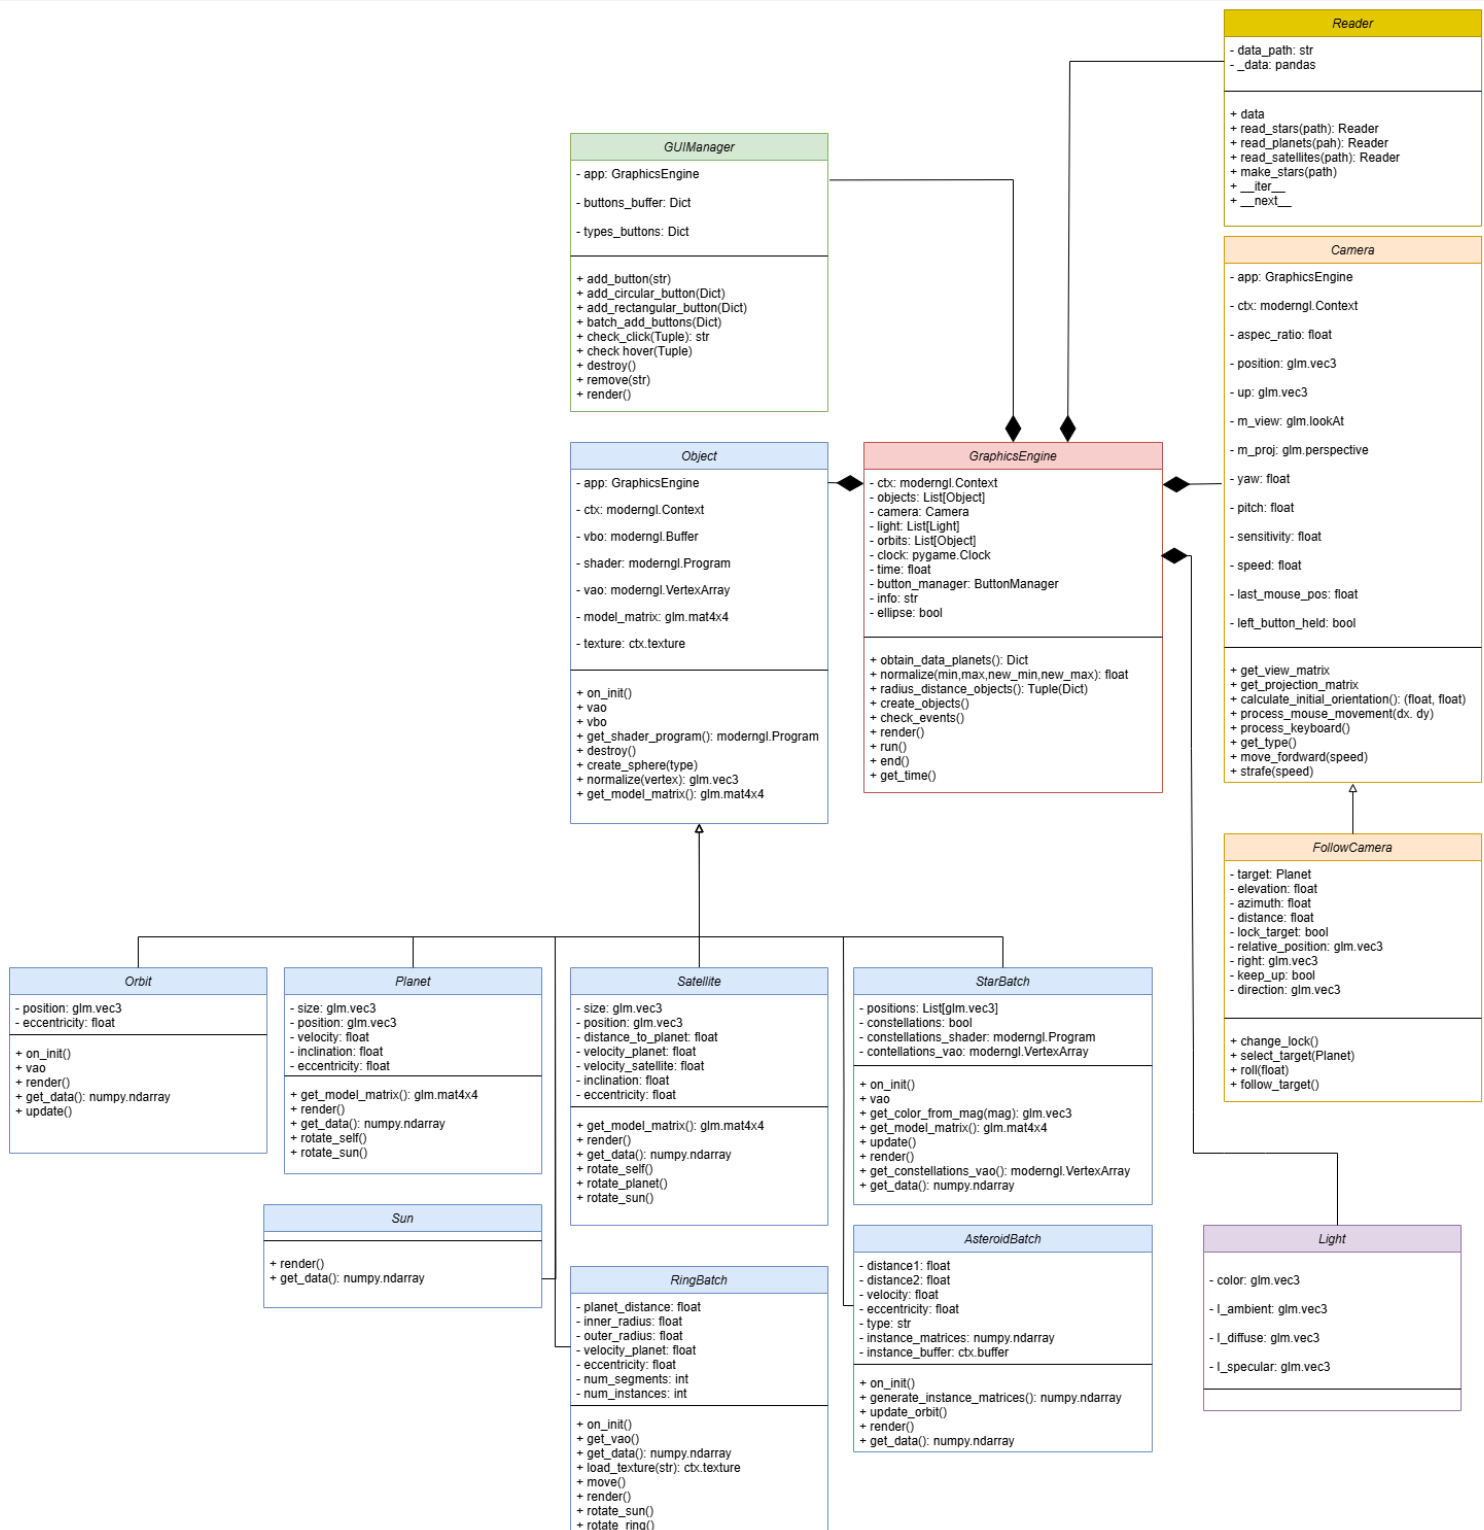 Reader
- data_path: str
- _data: pandas
+ data
+ read_stars(path): Reader
+ read_planets(pah): Reader
+ read_satellites(path): Reader
+ make_stars(path)
+ __iter__
+ __next__
GUIManager
- app: GraphicsEngine
- buttons_buffer: Dict
- types_buttons: Dict
+ add_button(str)
+ add_circular_button(Dict)
+ add_rectangular_button(Dict)
+ batch_add_buttons(Dict)
+ check_click(Tuple): str
+ check hover(Tuple)
+ destroy()
+ remove(str)
+ render()
Camera
- app: GraphicsEngine
- ctx: moderngl.Context
- aspec_ratio: float
- position: glm.vec3
- up: glm.vec3
- m_view: glm.lookAt
- m_proj: glm.perspective
- yaw: float
- pitch: float
- sensitivity: float
- speed: float
- last_mouse_pos: float
- left_button_held: bool
+ get_view_matrix
+ get_projection_matrix
+ calculate_initial_orientation(): (float, float)
+ process_mouse_movement(dx. dy)
+ process_keyboard()
+ get_type()
+ move_fordward(speed)
+ strafe(speed)
Object
- app: GraphicsEngine
- ctx: moderngl.Context
- vbo: moderngl.Buffer
- shader: moderngl.Program
- vao: moderngl.VertexArray
- model_matrix: glm.mat4x4
- texture: ctx.texture
+ on_init()
+ vao
+ vbo
+ get_shader_program(): moderngl.Program
+ destroy()
+ create_sphere(type)
+ normalize(vertex): glm.vec3
+ get_model_matrix(): glm.mat4x4
GraphicsEngine
- ctx: moderngl.Context
- objects: List[Object]
- camera: Camera
- light: List[Light]
- orbits: List[Object]
- clock: pygame.Clock
- time: float
- button_manager: ButtonManager
- info: str
- ellipse: bool
+ obtain_data_planets(): Dict
+ normalize(min,max,new_min,new_max): float
+ radius_distance_objects(): Tuple(Dict)
+ create_objects()
+ check_events()
+ render()
+ run()
+ end()
+ get_time()
FollowCamera
- target: Planet
- elevation: float
- azimuth: float
- distance: float
- lock_target: bool
- relative_position: glm.vec3
- right: glm.vec3
- keep_up: bool
- direction: glm.vec3
+ change_lock()
+ select_target(Planet)
+ roll(float)
+ follow_target()
Orbit
- position: glm.vec3
- eccentricity: float
+ on_init()
+ vao
+ render()
+ get_data(): numpy.ndarray
+ update()
Planet
- size: glm.vec3
- position: glm.vec3
- velocity: float
- inclination: float
- eccentricity: float
+ get_model_matrix(): glm.mat4x4
+ render()
+ get_data(): numpy.ndarray
+ rotate_self()
+ rotate_sun()
Satellite
- size: glm.vec3
- position: glm.vec3
- distance_to_planet: float
- velocity_planet: float
- velocity_satellite: float
- inclination: float
- eccentricity: float
+ get_model_matrix(): glm.mat4x4
+ render()
+ get_data(): numpy.ndarray
+ rotate_self()
+ rotate_planet()
+ rotate_sun()
StarBatch
- positions: List[glm.vec3]
- constellations: bool
- constellations_shader: moderngl.Program
- contellations_vao: moderngl.VertexArray
+ on_init()
+ vao
+ get_color_from_mag(mag): glm.vec3
+ get_model_matrix(): glm.mat4x4
+ update()
+ render()
+ get_constellations_vao(): moderngl.VertexArray
+ get_data(): numpy.ndarray
Sun
+ render()
+ get_data(): numpy.ndarray
RingBatch
- planet_distance: float
- inner_radius: float
- outer_radius: float
- velocity_planet: float
- eccentricity: float
- num_segments: int
- num_instances: int
+ on_init()
+ get_vao()
+ get_data(): numpy.ndarray
+ load_texture(str): ctx.texture
+ move()
+ render()
+ rotate_sun()
+ rotate_ring()
AsteroidBatch
- distance1: float
- distance2: float
- velocity: float
- eccentricity: float
- type: str
- instance_matrices: numpy.ndarray
- instance_buffer: ctx.buffer
+ on_init()
+ generate_instance_matrices(): numpy.ndarray
+ update_orbit()
+ render()
+ get_data(): numpy.ndarray
Light
- color: glm.vec3
- l_ambient: glm.vec3
- l_diffuse: glm.vec3
- l_specular: glm.vec3